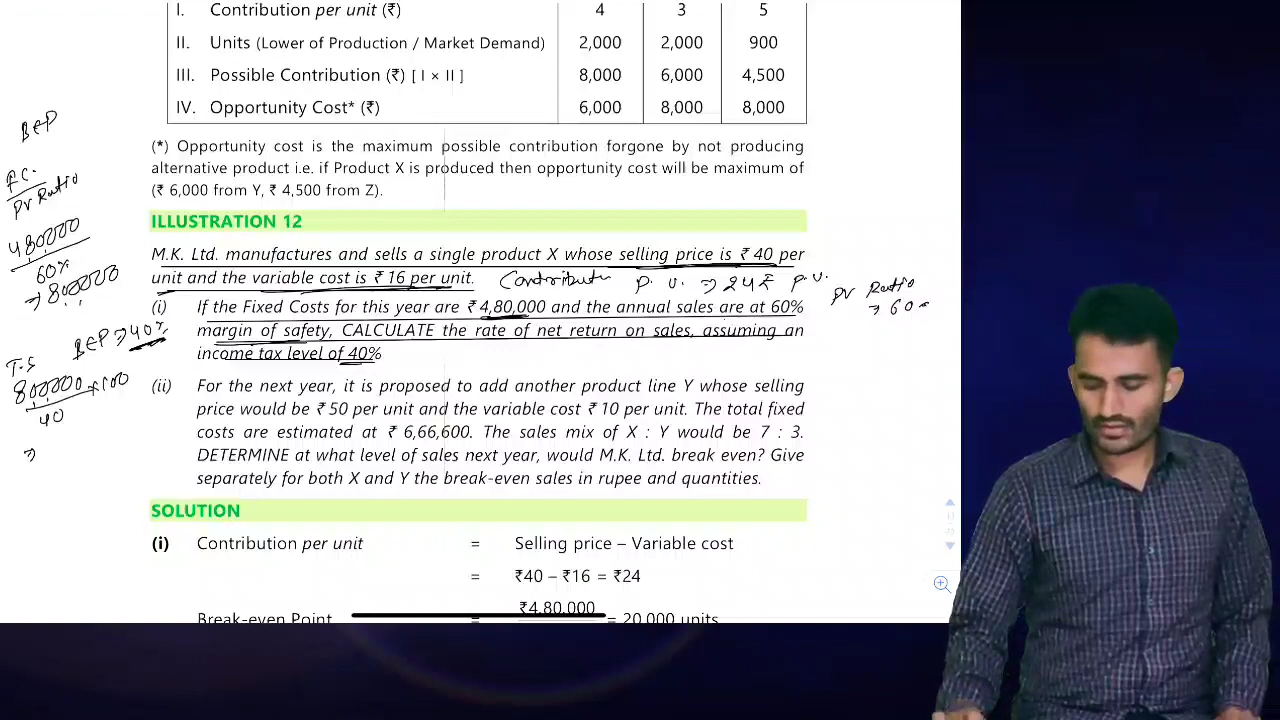 I. Contribution per unit (₹) 4 3 5
II. Units (Lower of Production / Market Demand) 2,000 2,000 900
III. Possible Contribution (₹) [ I × II ] 8,000 6,000 4,500
IV. Opportunity Cost* (₹) 6,000 8,000 8,000
(*) Opportunity cost is the maximum possible contribution forgone by not producing
alternative product i.e. if Product X is produced then opportunity cost will be maximum of
(₹ 6,000 from Y, ₹ 4,500 from Z).
ILLUSTRATION 12
M.K. Ltd. manufactures and sells a single product X whose selling price is ₹ 40 per
unit and the variable cost is ₹ 16 per unit.
(i) If the Fixed Costs for this year are ₹ 4,80,000 and the annual sales are at 60%
margin of safety, CALCULATE the rate of net return on sales, assuming an
income tax level of 40%
(ii) For the next year, it is proposed to add another product line Y whose selling
price would be ₹ 50 per unit and the variable cost ₹ 10 per unit. The total fixed
costs are estimated at ₹ 6,66,600. The sales mix of X : Y would be 7 : 3.
DETERMINE at what level of sales next year, would M.K. Ltd. break even? Give
separately for both X and Y the break-even sales in rupee and quantities.
SOLUTION
(i) Contribution per unit = Selling price – Variable cost
= ₹40 – ₹16 = ₹24
₹4,80,000
Break-even Point = = 20,000 units
BEP
F.C.
PV Ratio
480000
60%
⇒ 800000
BEP ⇒ 40%
T.S
800000 × 100
40
⇒
P. U. ⇒ 24 ₹ P. U.
PV Ratio
⇒ 60